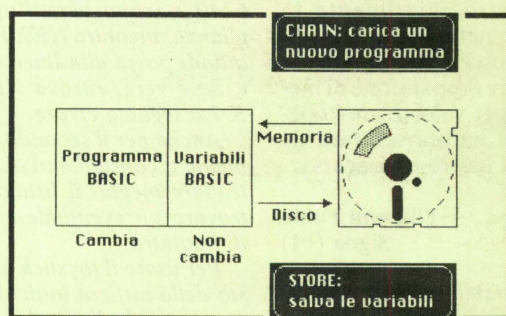 CHAIN: carica un
nuovo programma
Memoria
Programma
BASIC
Variabili
BASIC
Disco
Cambia
Non
cambia
STORE:
salva le variabili